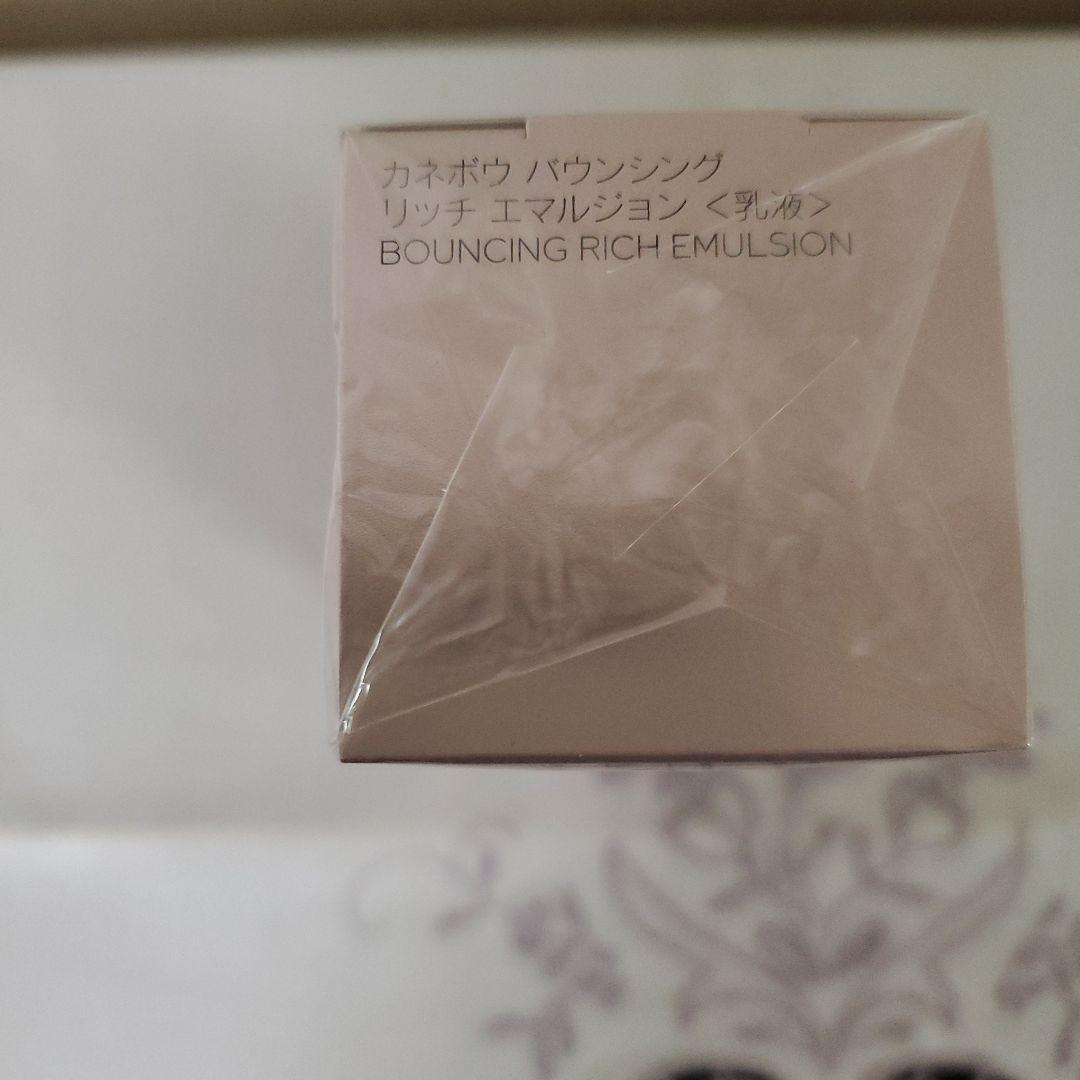 カネボウ バウンシング
リッチ エマルジョン <乳液>
BOUNCING RICH EMULSION